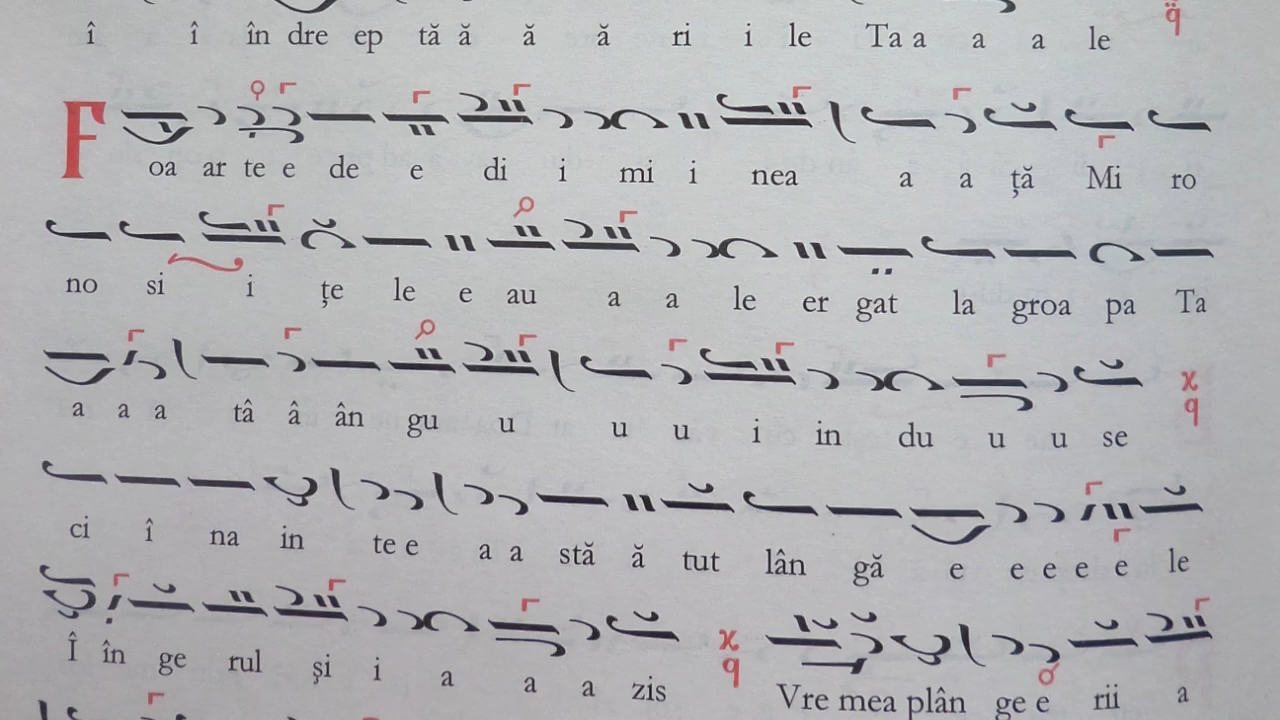 î î în dre ep tă ă ă ă ri i le Ta a a a le
F oa ar te e de e di i mi i nea a a ță Mi ro
no si i țe le e au a a le er gat la groa pa Ta
a a a tâ â ân gu u u u i in du u u se
ci î na in te e a a stă ă tut lân gă e e e e e le
Î în ge rul și i a a a zis Vre mea plân ge e rii a